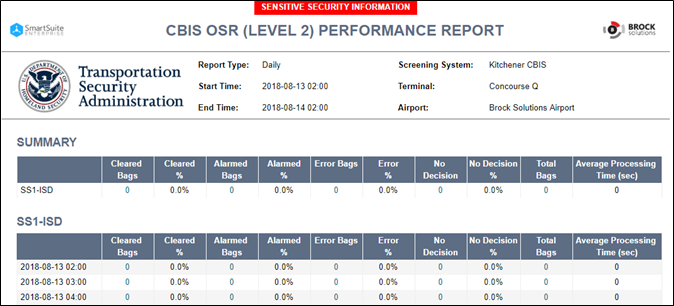 SENSITIVE SECURITY INFORMATION
SmartSuite
ENTERPRISE
CBIS OSR (LEVEL 2) PERFORMANCE REPORT
BROCK
solutions
U.S. DEPARTMENT OF
HOMELAND SECURITY
Transportation
Security
Administration
Report Type: Daily Screening System: Kitchener CBIS
Start Time: 2018-08-13 02:00 Terminal: Concourse Q
End Time: 2018-08-14 02:00 Airport: Brock Solutions Airport
SUMMARY
Cleared Bags Cleared % Alarmed Bags Alarmed % Error Bags Error % No Decision No Decision % Total Bags Average Processing Time (sec)
SS1-ISD 0 0.0% 0 0.0% 0 0.0% 0 0.0% 0 0
SS1-ISD
Cleared Bags Cleared % Alarmed Bags Alarmed % Error Bags Error % No Decision No Decision % Total Bags Average Processing Time (sec)
2018-08-13 02:00 0 0.0% 0 0.0% 0 0.0% 0 0.0% 0 0
2018-08-13 03:00 0 0.0% 0 0.0% 0 0.0% 0 0.0% 0 0
2018-08-13 04:00 0 0.0% 0 0.0% 0 0.0% 0 0.0% 0 0